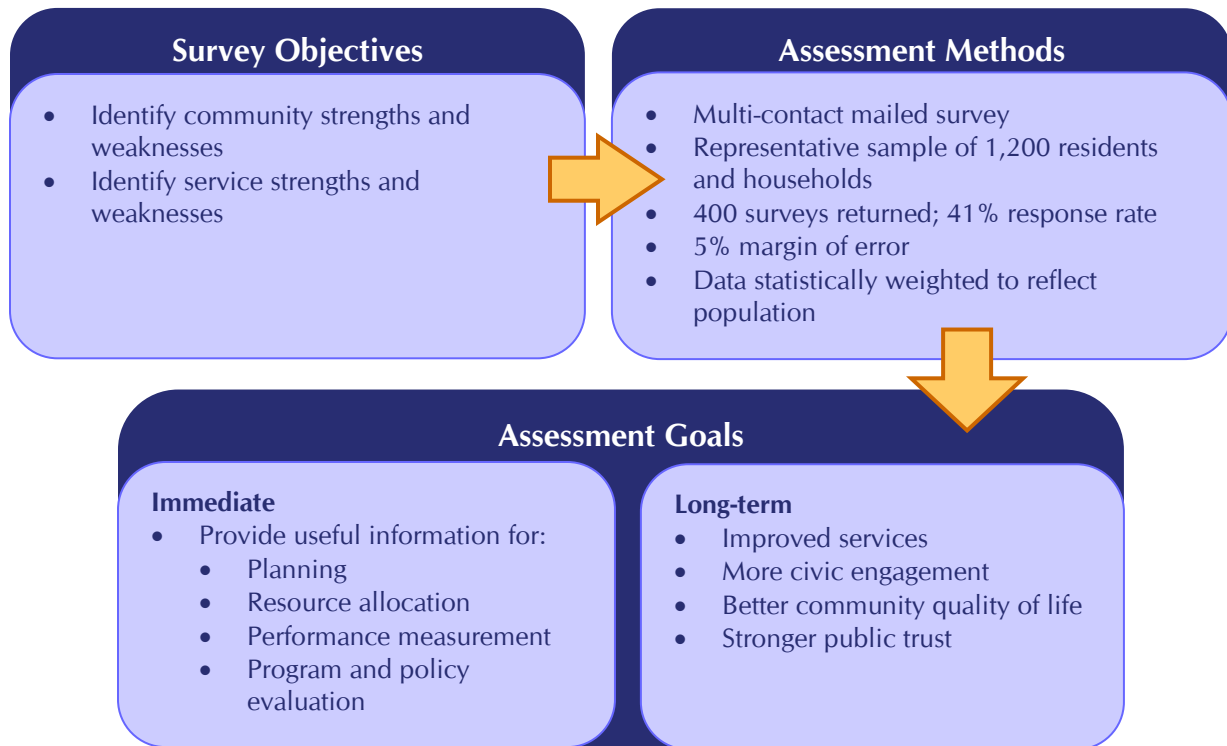 Survey Objectives
• Identify community strengths and
weaknesses
• Identify service strengths and
weaknesses
Assessment Methods
• Multi-contact mailed survey
• Representative sample of 1,200 residents
and households
• 400 surveys returned; 41% response rate
• 5% margin of error
• Data statistically weighted to reflect
population
Assessment Goals
Immediate
• Provide useful information for:
• Planning
• Resource allocation
• Performance measurement
• Program and policy
evaluation
Long-term
• Improved services
• More civic engagement
• Better community quality of life
• Stronger public trust